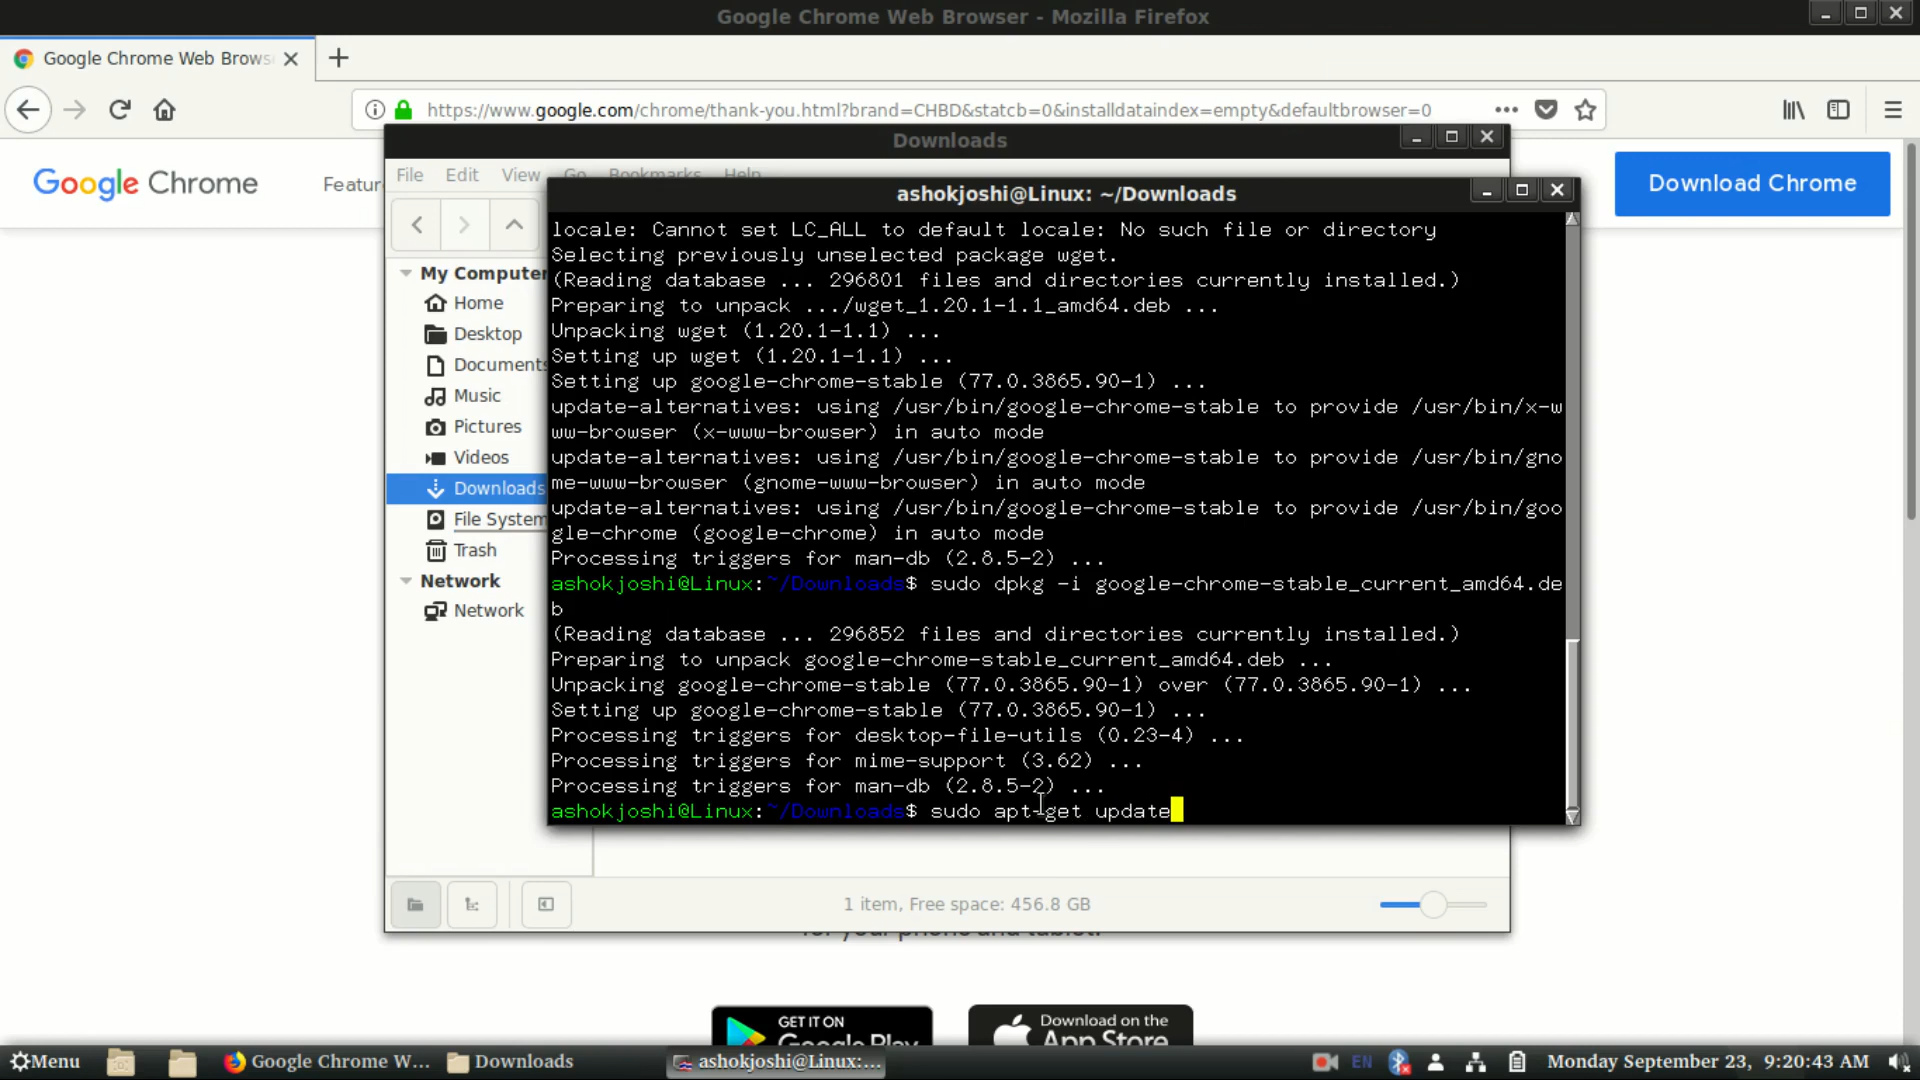 Google Chrome Web Browser - Mozilla Firefox
Google Chrome Web Brows
https://www.google.com/chrome/thank-you.html?brand=CHBD&statcb=0&installdataindex=empty&defaultbrowser=0
Google Chrome
Featur
Download Chrome
Downloads
File Edit View Go Bookmarks Help
My Computer
Home
Desktop
Documents
Music
Pictures
Videos
Downloads
File System
Trash
Network
Network
ashokjoshi@Linux: ~/Downloads
locale: Cannot set LC_ALL to default locale: No such file or directory
Selecting previously unselected package wget.
(Reading database ... 296801 files and directories currently installed.)
Preparing to unpack .../wget_1.20.1-1.1_amd64.deb ...
Unpacking wget (1.20.1-1.1) ...
Setting up wget (1.20.1-1.1) ...
Setting up google-chrome-stable (77.0.3865.90-1) ...
update-alternatives: using /usr/bin/google-chrome-stable to provide /usr/bin/x-w
ww-browser (x-www-browser) in auto mode
update-alternatives: using /usr/bin/google-chrome-stable to provide /usr/bin/gno
me-www-browser (gnome-www-browser) in auto mode
update-alternatives: using /usr/bin/google-chrome-stable to provide /usr/bin/goo
gle-chrome (google-chrome) in auto mode
Processing triggers for man-db (2.8.5-2) ...
ashokjoshi@Linux:~/Downloads$ sudo dpkg -i google-chrome-stable_current_amd64.de
b
(Reading database ... 296852 files and directories currently installed.)
Preparing to unpack google-chrome-stable_current_amd64.deb ...
Unpacking google-chrome-stable (77.0.3865.90-1) over (77.0.3865.90-1) ...
Setting up google-chrome-stable (77.0.3865.90-1) ...
Processing triggers for desktop-file-utils (0.23-4) ...
Processing triggers for mime-support (3.62) ...
Processing triggers for man-db (2.8.5-2) ...
ashokjoshi@Linux:~/Downloads$ sudo apt-get update
1 item, Free space: 456.8 GB
for your phone and tablet.
GET IT ON
Google Play
Download on the
App Store
Menu
Google Chrome W...
Downloads
ashokjoshi@Linux:...
EN
Monday September 23, 9:20:43 AM